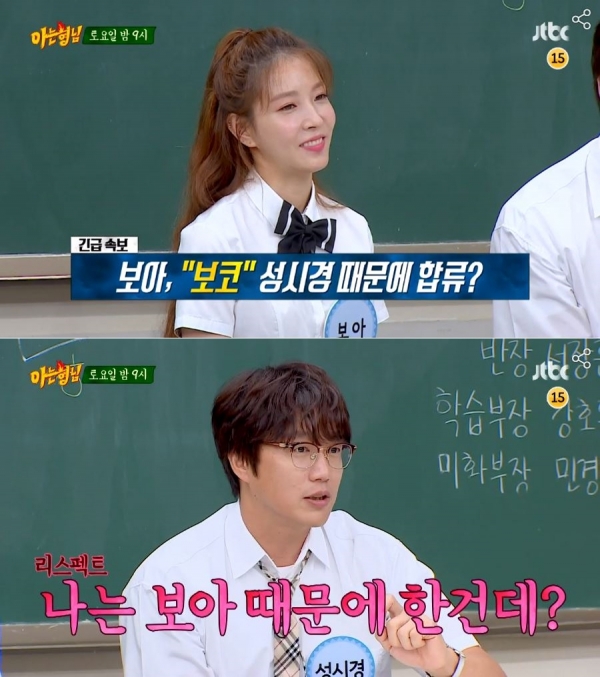 아는형님
토요일 밤 9시
jtbc
15
긴급 속보
보아, "보코" 성시경 때문에 합류?
보아
아는형님
토요일 밤 9시
jtbc
15
반장
학습부장 강호
미화부장 민경
리스펙트
나는 보아 때문에 한건데?
성시경